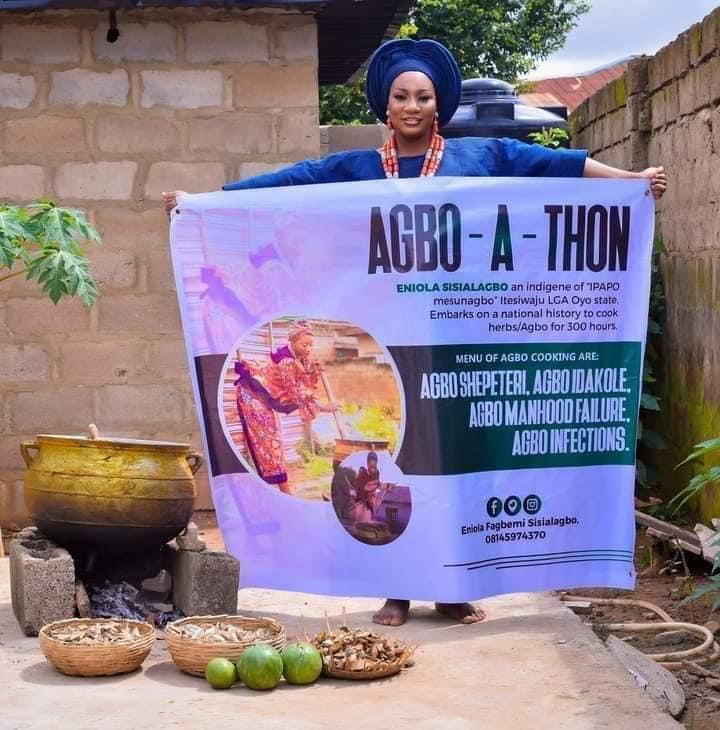 AGBO - A - THON
ENIOLA SISIALAGBO an indigene of "IPAPO
mesunagbo" Itesiwaju LGA Oyo state.
Embarks on a national history to cook
herbs/Agbo for 300 hours.
MENU OF AGBO COOKING ARE:
AGBO SHEPETERI, AGBO IDAKOLE,
AGBO MANHOOD FAILURE,
AGBO INFECTIONS.
Eniola Fagbemi Sisialagbo,
08145974370